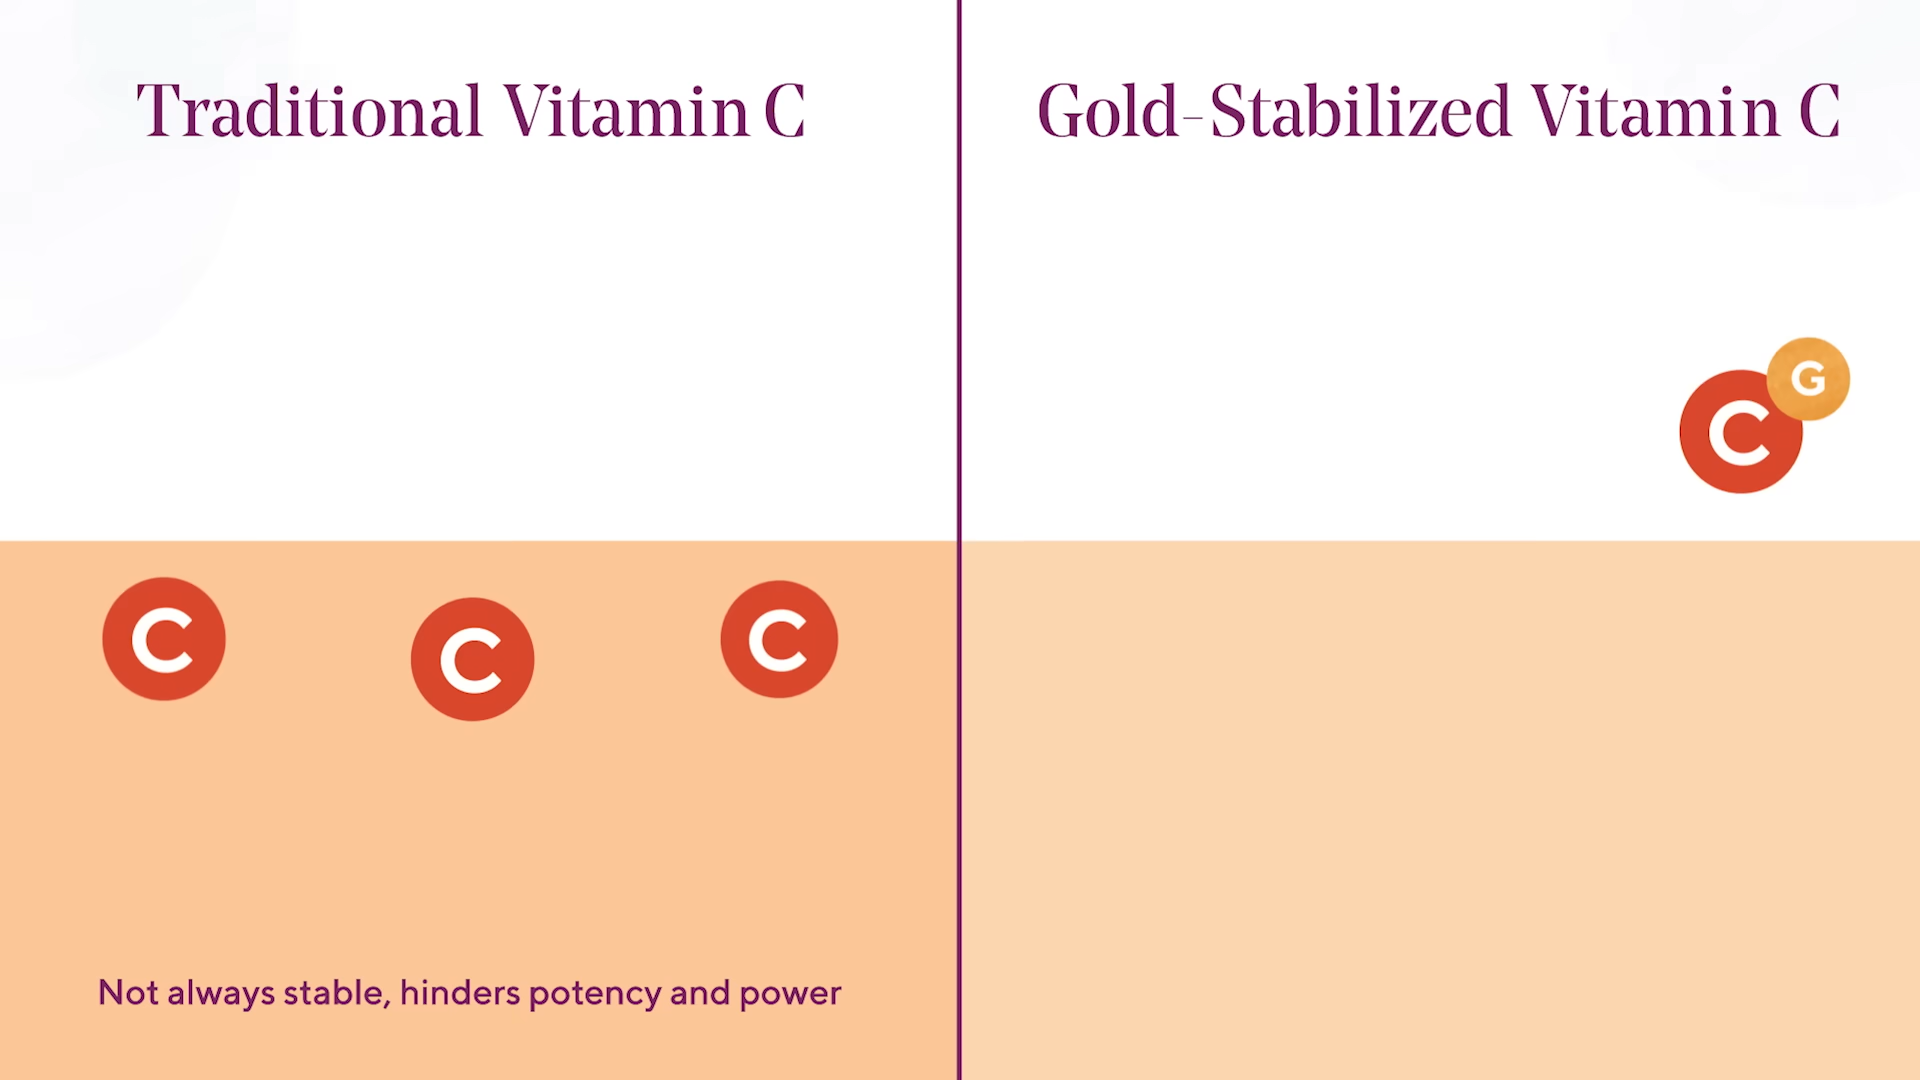 Traditional Vitamin C
Gold-Stabilized Vitamin C
G
C
C
C
C
Not always stable, hinders potency and power